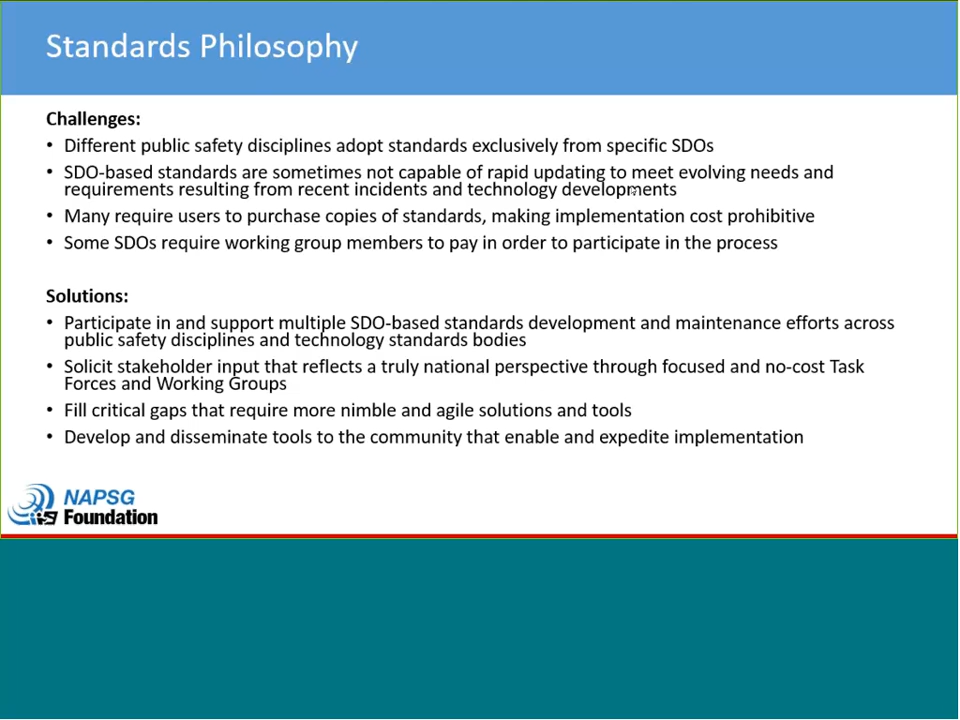 Standards Philosophy
Challenges:
• Different public safety disciplines adopt standards exclusively from specific SDOs
• SDO-based standards are sometimes not capable of rapid updating to meet evolving needs and
requirements resulting from recent incidents and technology developments
• Many require users to purchase copies of standards, making implementation cost prohibitive
• Some SDOs require working group members to pay in order to participate in the process
Solutions:
• Participate in and support multiple SDO-based standards development and maintenance efforts across
public safety disciplines and technology standards bodies
• Solicit stakeholder input that reflects a truly national perspective through focused and no-cost Task
Forces and Working Groups
• Fill critical gaps that require more nimble and agile solutions and tools
• Develop and disseminate tools to the community that enable and expedite implementation
NAPSG
Foundation